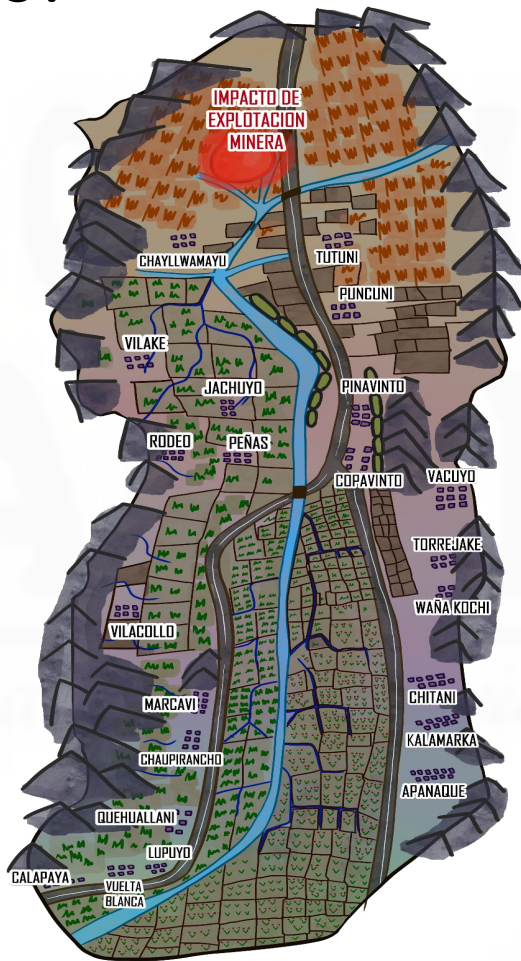 IMPACTO DE
EXPLOTACION
MINERA
CHAYLLWAMAYU
TUTUNI
PUNCUNI
VILAKE
JACHUYO
PINAVINTO
RODEO
PEÑAS
COPAVINTO
VACUYO
TORREJAKE
WAÑA KOCHI
VILACOLLO
MARCAVI
CHITANI
KALAMARKA
CHAUPIRANCHO
APANAQUE
QUEHUALLANI
LUPUYO
CALAPAYA
VUELTA
BLANCA